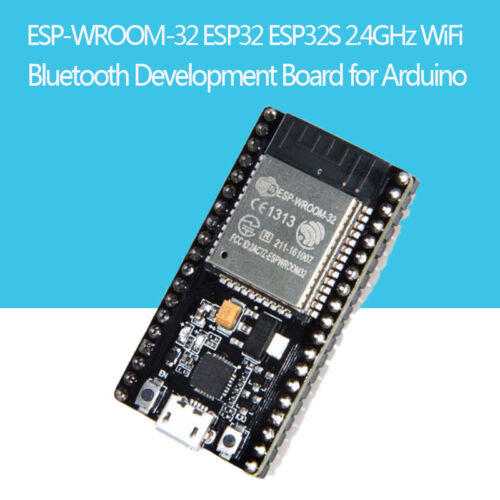 ESP-WROOM-32 ESP32 ESP32S 2.4GHz WiFi
Bluetooth Development Board for Arduino
C
ESP-WROOM-32
CE1313
R 211-161007
FCC ID:2AC7Z-ESPWROOM32
EN